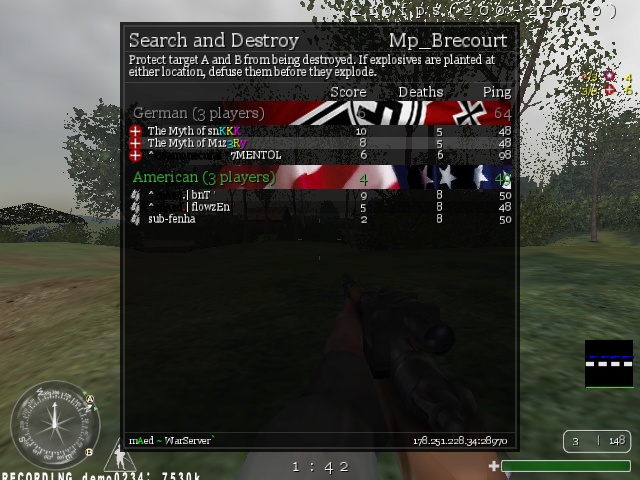 Search and Destroy Mp_Brecourt
Protect target A and B from being destroyed. If explosives are planted at
either location, defuse them before they explode.
Score Deaths Ping
German (3 players) 6 64
The Myth of snKKK 10 5 48
The Myth of M1z3Ry 8 5 48
7MENTOL 6 6 98
American (3 players) 4 48
^ .| bnT ' 9 8 50
^ .| flowzEn 5 8 48
sub-fenha 2 8 50
A
B
mAed ~ WarServer` 178.251.228.34:28970
3 | 148
1 : 42
RECORDING demo0234: 7530k